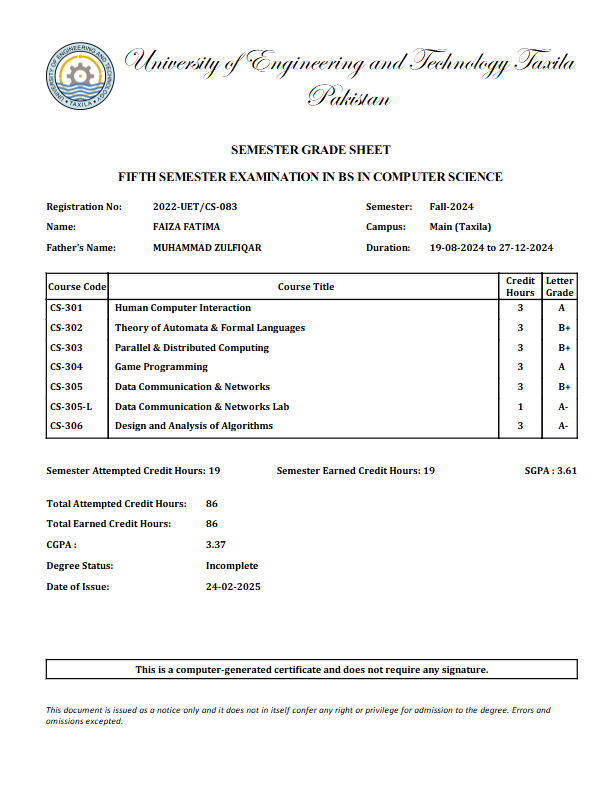 University of Engineering and Technology Taxila
Pakistan
UNIVERSITY OF ENGINEERING AND TECHNOLOGY
• TAXILA •
SEMESTER GRADE SHEET
FIFTH SEMESTER EXAMINATION IN BS IN COMPUTER SCIENCE
Registration No: 2022-UET/CS-083 Semester: Fall-2024
Name: FAIZA FATIMA Campus: Main (Taxila)
Father's Name: MUHAMMAD ZULFIQAR Duration: 19-08-2024 to 27-12-2024
Course Code Course Title Credit Hours Letter Grade
CS-301 Human Computer Interaction 3 A
CS-302 Theory of Automata & Formal Languages 3 B+
CS-303 Parallel & Distributed Computing 3 B+
CS-304 Game Programming 3 A
CS-305 Data Communication & Networks 3 B+
CS-305-L Data Communication & Networks Lab 1 A-
CS-306 Design and Analysis of Algorithms 3 A-
Semester Attempted Credit Hours: 19 Semester Earned Credit Hours: 19 SGPA : 3.61
Total Attempted Credit Hours: 86
Total Earned Credit Hours: 86
CGPA : 3.37
Degree Status: Incomplete
Date of Issue: 24-02-2025
This is a computer-generated certificate and does not require any signature.
This document is issued as a notice only and it does not in itself confer any right or privilege for admission to the degree. Errors and
omissions excepted.